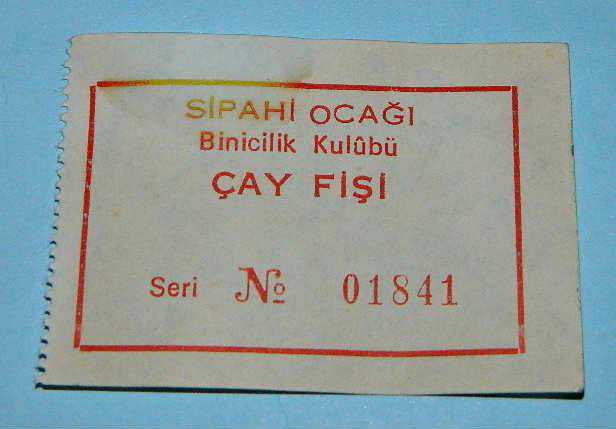 SİPAHİ OCAĞI
Binicilik Kulûbü
ÇAY FİŞİ
Seri № 01841